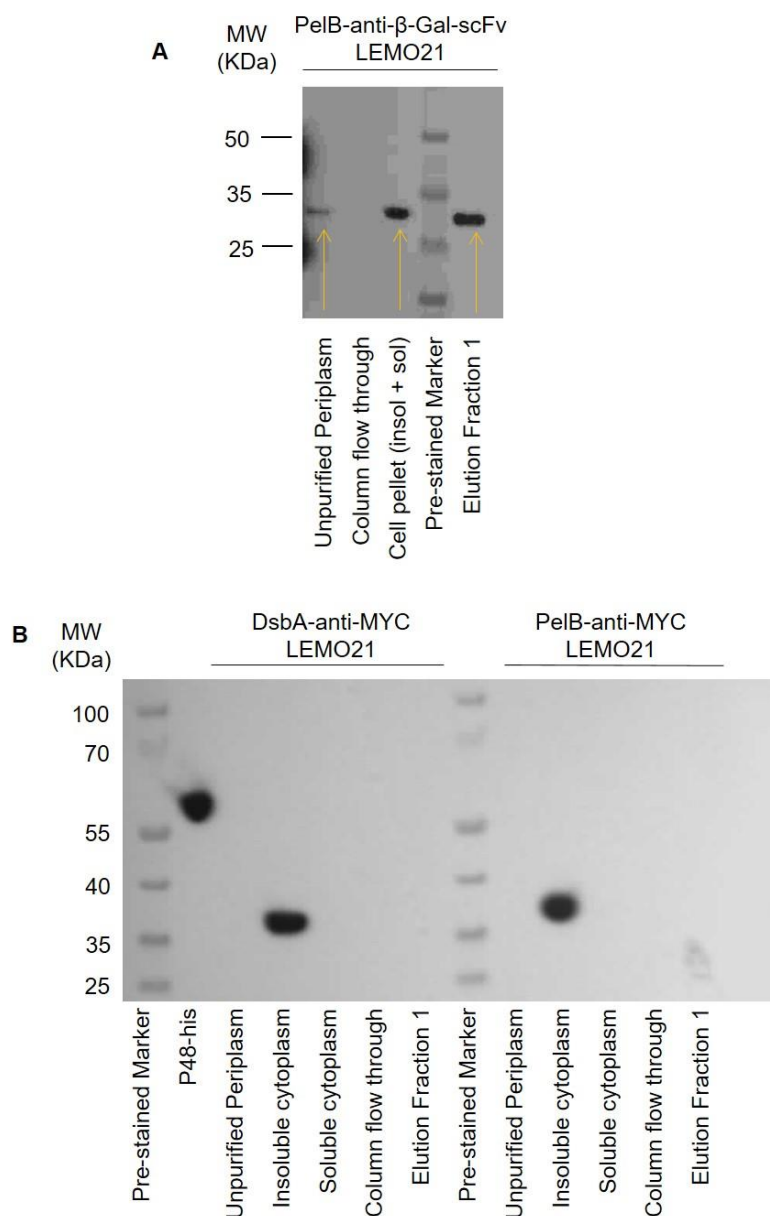 A
MW
(KDa)
PelB-anti-β-Gal-scFv
LEMO21
50
35
25
Unpurified Periplasm
Column flow through
Cell pellet (insol + sol)
Pre-stained Marker
Elution Fraction 1
B
MW
(KDa)
DsbA-anti-MYC
LEMO21
PelB-anti-MYC
LEMO21
100
70
55
40
35
25
Pre-stained Marker
P48-his
Unpurified Periplasm
Insoluble cytoplasm
Soluble cytoplasm
Column flow through
Elution Fraction 1
Pre-stained Marker
Unpurified Periplasm
Insoluble cytoplasm
Soluble cytoplasm
Column flow through
Elution Fraction 1